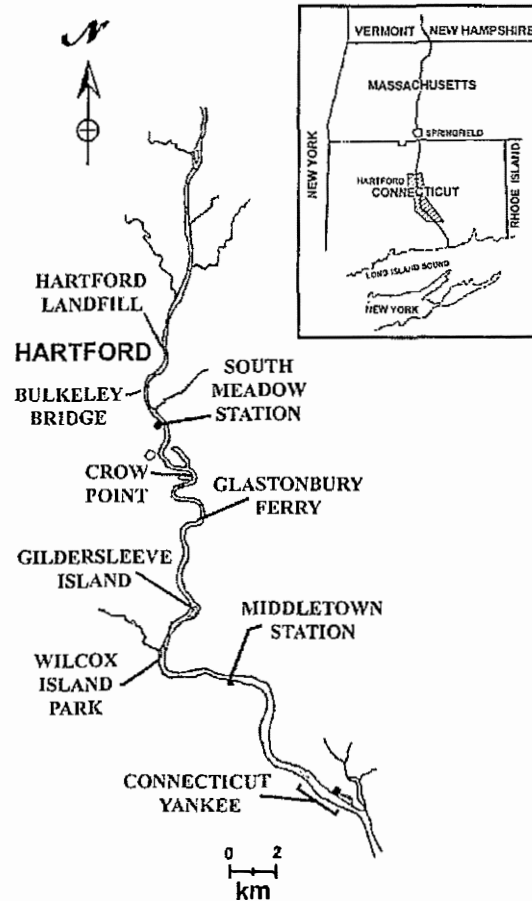 N
VERMONT
NEW HAMPSHIRE
MASSACHUSETTS
SPRINGFIELD
NEW YORK
HARTFORD
CONNECTICUT
RHODE ISLAND
LONG ISLAND SOUND
NEW YORK
HARTFORD
LANDFILL
HARTFORD
BULKELEY
BRIDGE
SOUTH
MEADOW
STATION
CROW
POINT
GLASTONBURY
FERRY
GILDERSLEEVE
ISLAND
MIDDLETOWN
STATION
WILCOX
ISLAND
PARK
CONNECTICUT
YANKEE
0 2
km